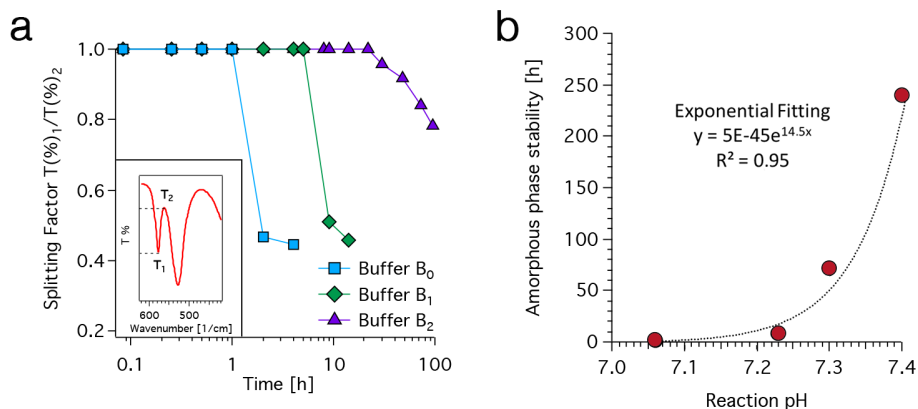 a
Splitting Factor T(%)₁/T(%)₂
1.0
0.8
0.6
0.4
0.2
0.1
1
10
100
Time [h]
Buffer B₀
Buffer B₁
Buffer B₂
T %
T₂
T₁
600
500
Wavenumber [1/cm]
b
Amorphous phase stability [h]
300
250
200
150
100
50
0
7.0
7.1
7.2
7.3
7.4
Reaction pH
Exponential Fitting
y = 5E-45e¹⁴·⁵ˣ
R² = 0.95